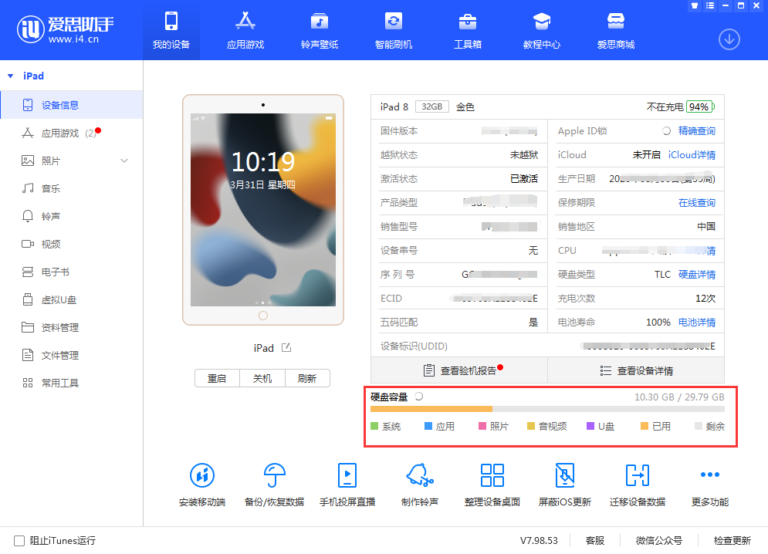 爱思助手
www.i4.cn
我的设备
应用游戏
铃声壁纸
智能刷机
工具箱
教程中心
爱思商城
iPad
设备信息
应用游戏 (2)
照片
音乐
铃声
视频
电子书
虚拟U盘
资料管理
文件管理
常用工具
10:19
3月31日 星期四
iPad
重启 关机 刷新
iPad 8 32GB 金色 不在充电 94%
固件版本 Apple ID锁 精确查询
越狱状态 未越狱 iCloud 未开启 iCloud详情
激活状态 已激活 生产日期
产品类型 保修期限 在线查询
销售型号 销售地区 中国
设备串号 无 CPU
序列号 硬盘类型 TLC 硬盘详情
ECID 充电次数 12次
五码匹配 是 电池寿命 100% 电池详情
设备标识(UDID)
查看验机报告 查看设备详情
硬盘容量 10.30 GB / 29.79 GB
系统 应用 照片 音视频 U盘 已用 剩余
安装移动端 备份/恢复数据 手机投屏直播 制作铃声 整理设备桌面 屏蔽iOS更新 迁移设备数据 更多功能
阻止iTunes运行 V7.98.53 客服 微信公众号 检查更新